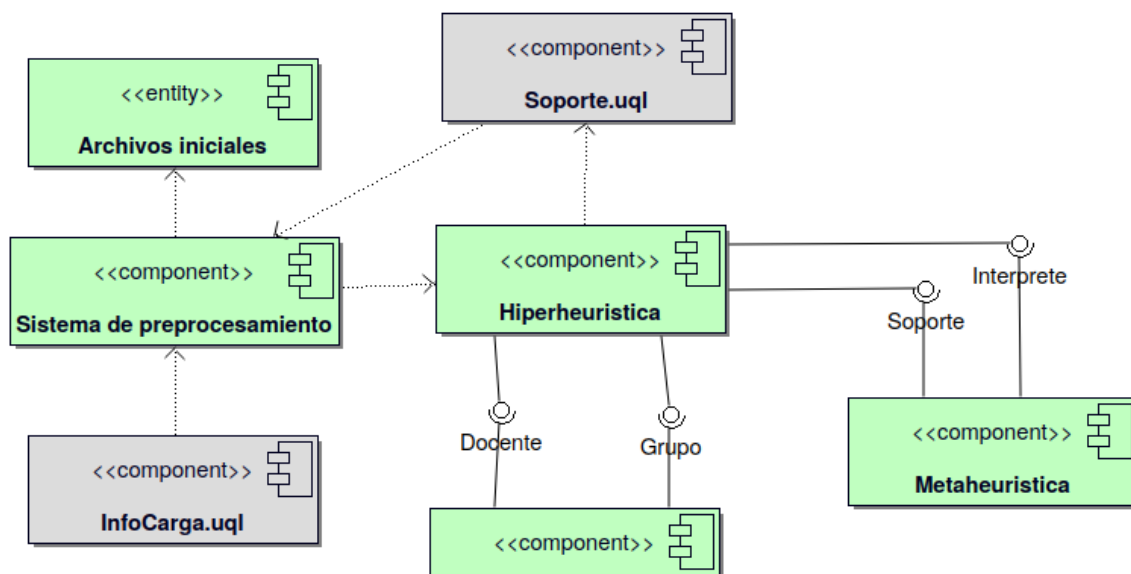 <<component>>
Soporte.uql
<<entity>>
Archivos iniciales
<<component>>
Sistema de preprocesamiento
<<component>>
Hiperheuristica
Interprete
Soporte
Docente
Grupo
<<component>>
Metaheuristica
<<component>>
InfoCarga.uql
<<component>>